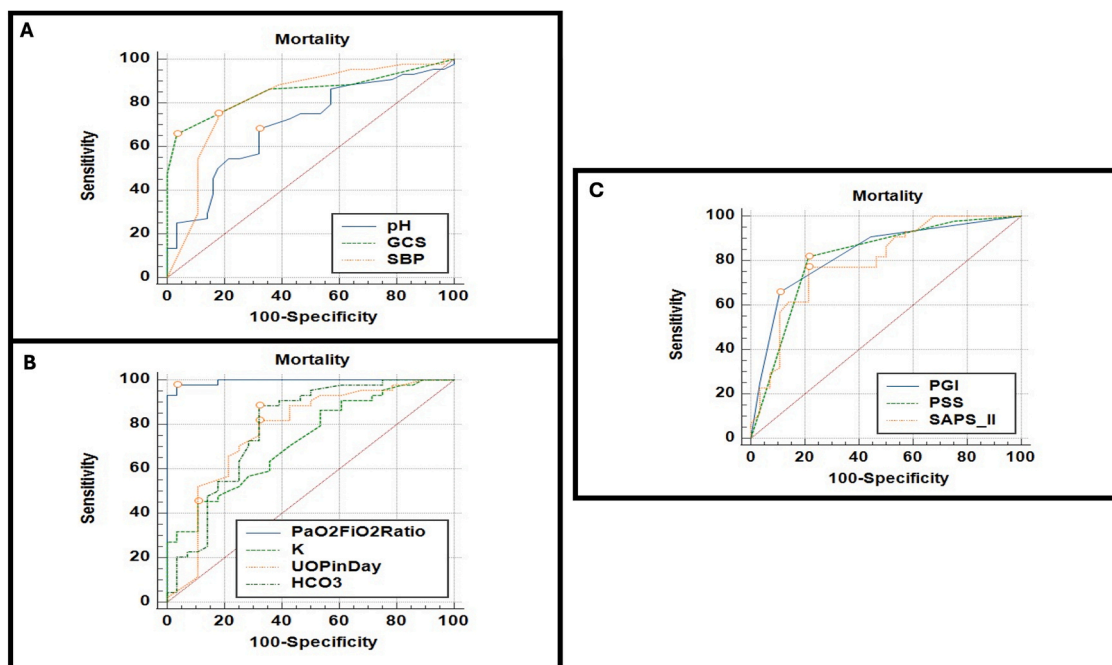 A
Mortality
100
80
60
40
20
0
Sensitivity
pH
GCS
SBP
0 20 40 60 80 100
100-Specificity
B
Mortality
100
80
60
40
20
0
Sensitivity
PaO2FiO2Ratio
K
UOPinDay
HCO3
0 20 40 60 80 100
100-Specificity
C
Mortality
100
80
60
40
20
0
Sensitivity
PGI
PSS
SAPS_II
0 20 40 60 80 100
100-Specificity